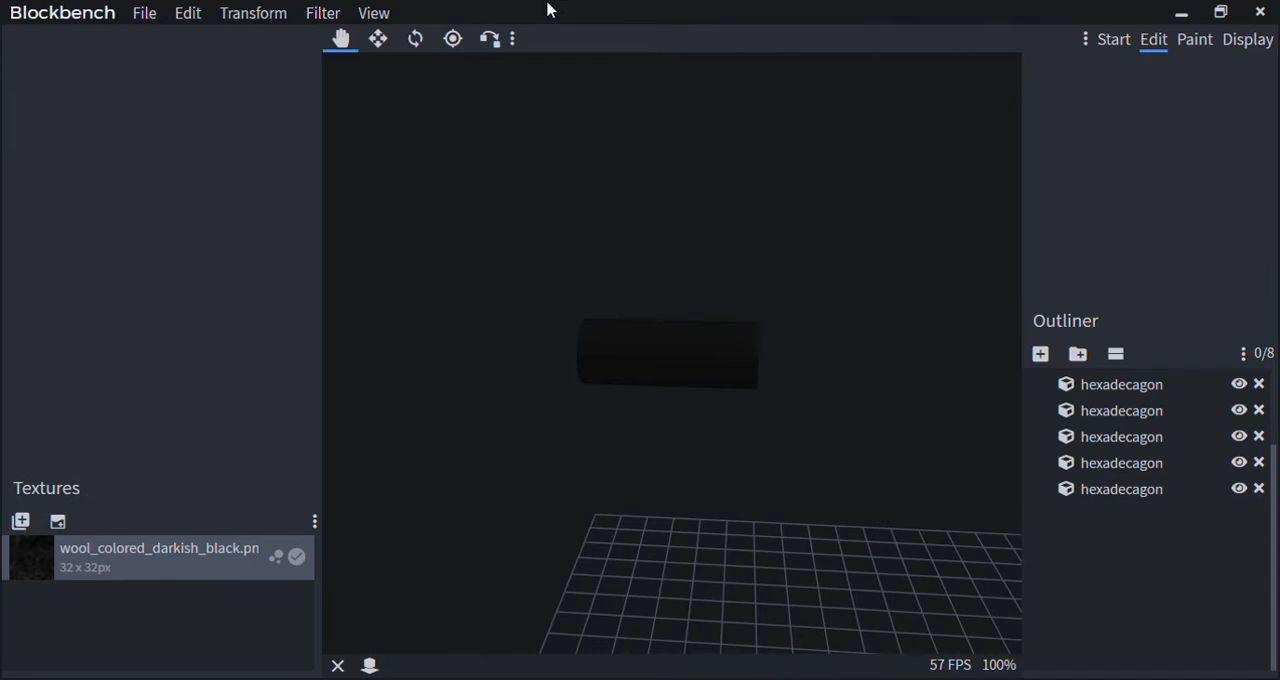 Blockbench File Edit Transform Filter View
Start Edit Paint Display
Outliner
0/8
hexadecagon
hexadecagon
hexadecagon
hexadecagon
hexadecagon
Textures
wool_colored_darkish_black.pn
32 x 32px
57 FPS 100%